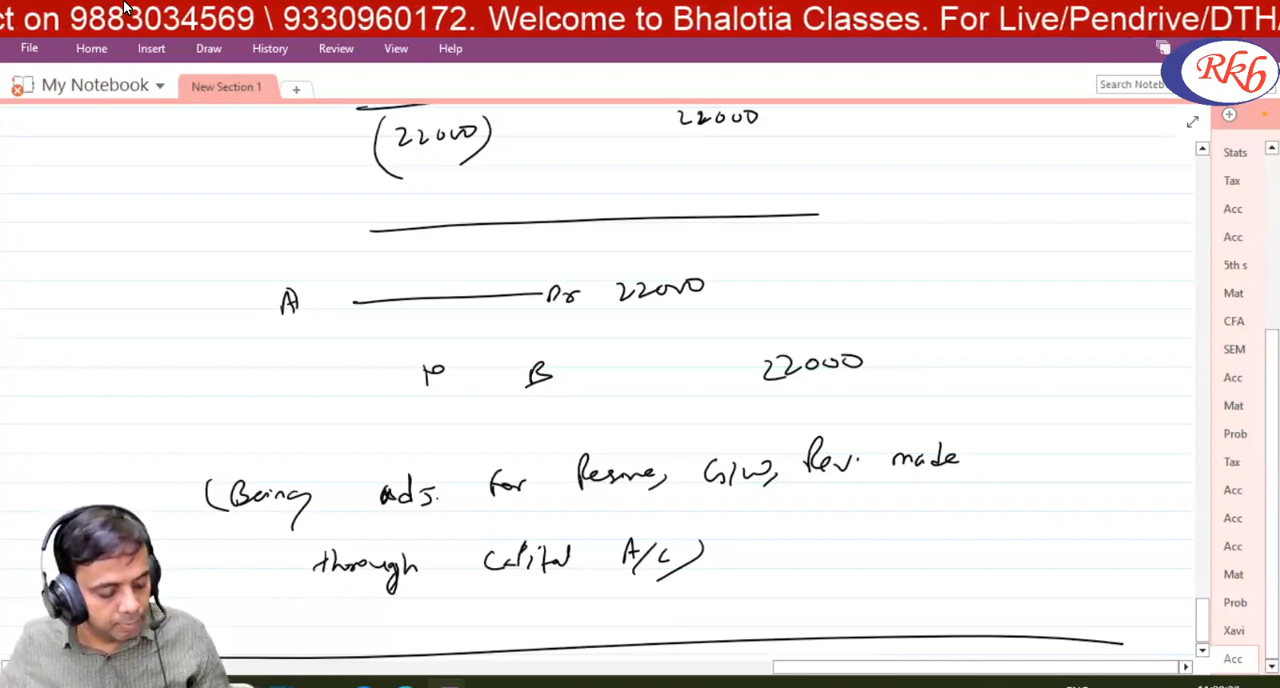 ct on 9883034569 \ 9330960172. Welcome to Bhalotia Classes. For Live/Pendrive/DTH
File Home Insert Draw History Review View Help
My Notebook New Section 1 +
Search Noteb
Rkb
(22000) 22000
A Dr 22000
To B 22000
(Being adj. for Reserve, G/W, Rev. made
through Capital A/C)
Stats
Tax
Acc
Acc
5th s
Mat
CFA
SEM
Acc
Mat
Prob
Tax
Acc
Acc
Acc
Mat
Prob
Xavi
Acc